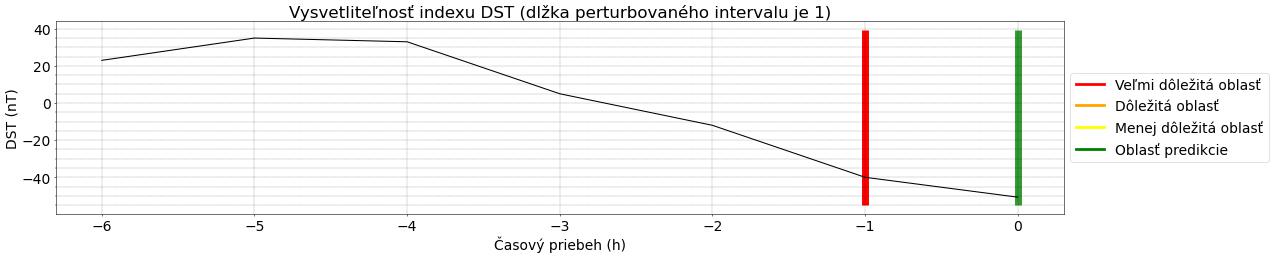 Vysvetliteľnosť indexu DST (dĺžka perturbovaného intervalu je 1)
DST (nT)
40
20
0
−20
−40
−6 −5 −4 −3 −2 −1 0
Časový priebeh (h)
Veľmi dôležitá oblasť
Dôležitá oblasť
Menej dôležitá oblasť
Oblasť predikcie